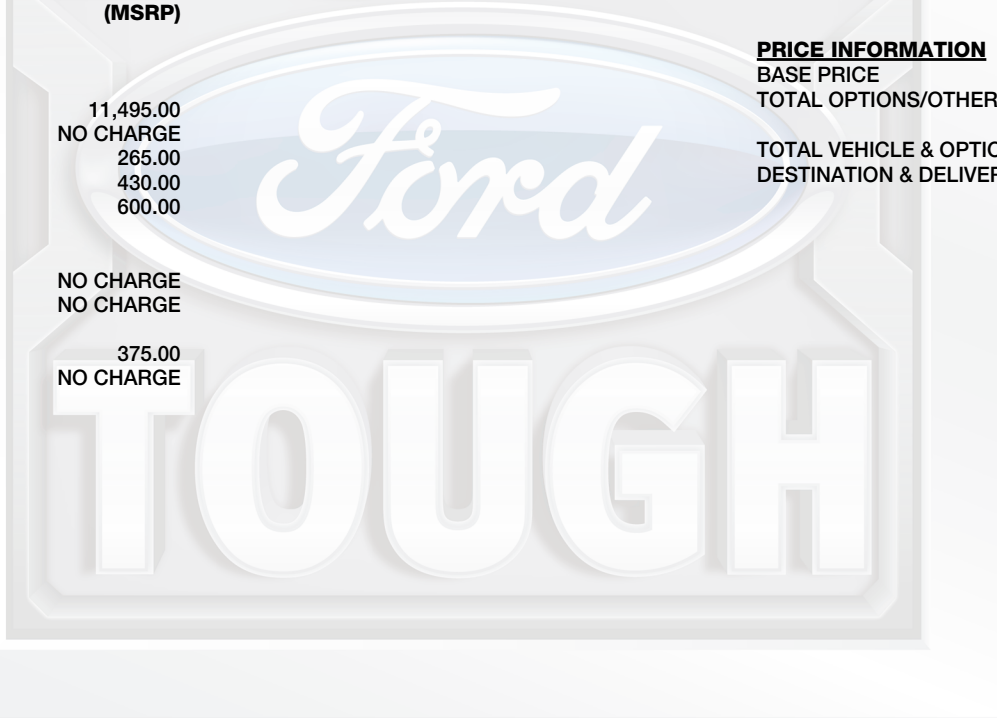 (MSRP)
11,495.00
NO CHARGE
265.00
430.00
600.00
NO CHARGE
NO CHARGE
375.00
NO CHARGE
PRICE INFORMATION
BASE PRICE
TOTAL OPTIONS/OTHER
TOTAL VEHICLE & OPTIO
DESTINATION & DELIVER
Ford
TOUGH